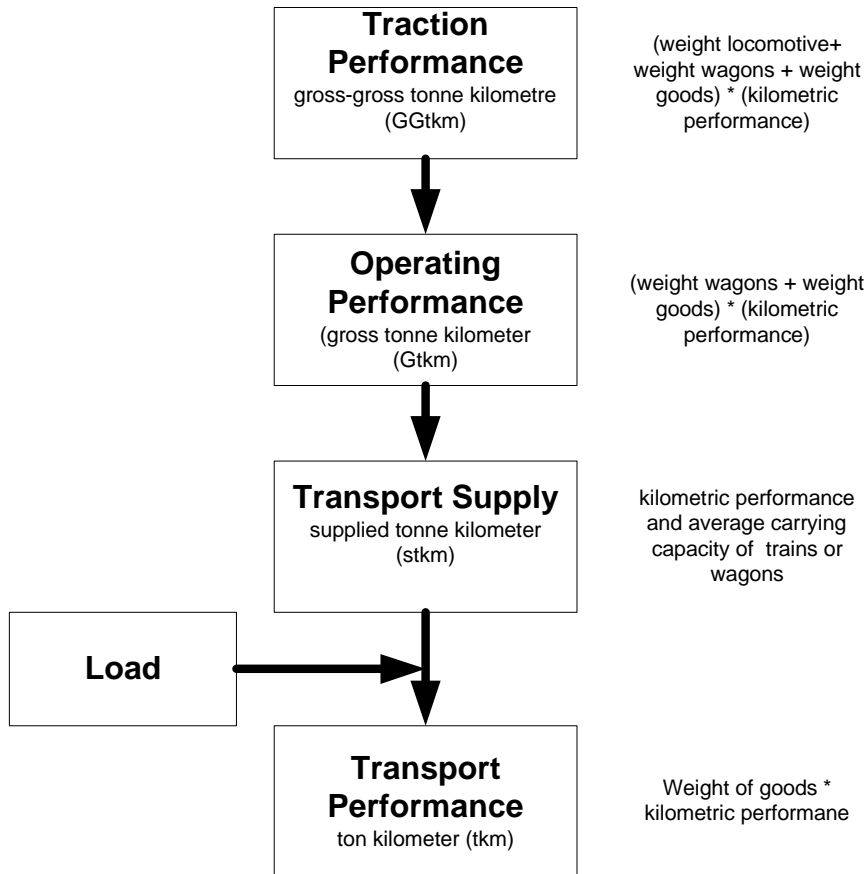 Traction
Performance
gross-gross tonne kilometre
(GGtkm)
(weight locomotive+
weight wagons + weight
goods) * (kilometric
performance)
Operating
Performance
(gross tonne kilometer
(Gtkm)
(weight wagons + weight
goods) * (kilometric
performance)
Transport Supply
supplied tonne kilometer
(stkm)
kilometric performance
and average carrying
capacity of trains or
wagons
Load
Transport
Performance
ton kilometer (tkm)
Weight of goods *
kilometric performane